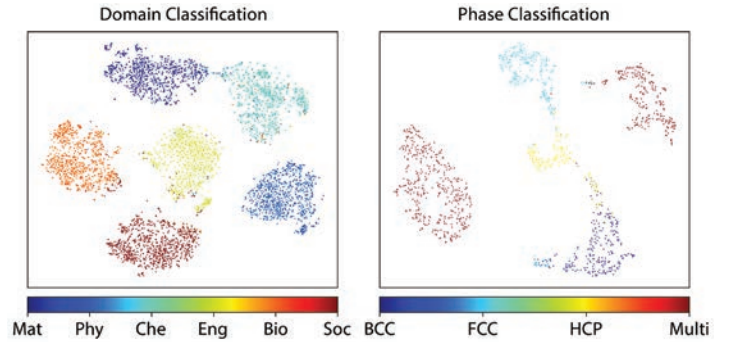 Domain Classification
Phase Classification
Mat Phy Che Eng Bio Soc
BCC FCC HCP Multi